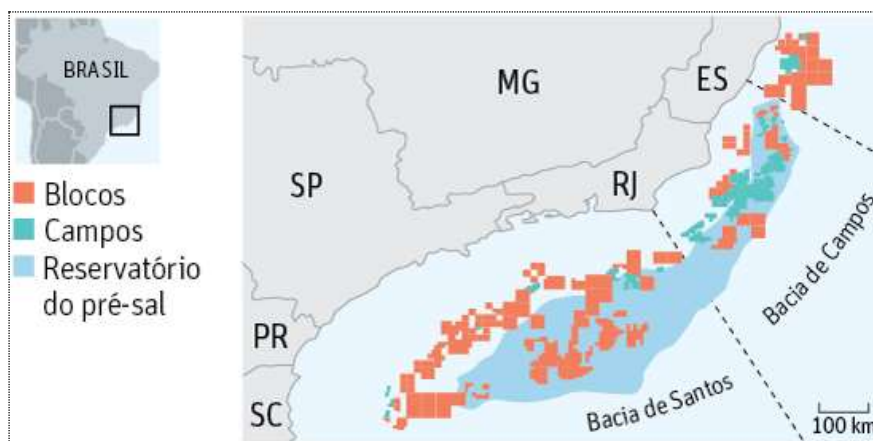 BRASIL
Blocos
Campos
Reservatório
do pré-sal
MG
ES
SP
RJ
PR
SC
Bacia de Campos
Bacia de Santos
100 km